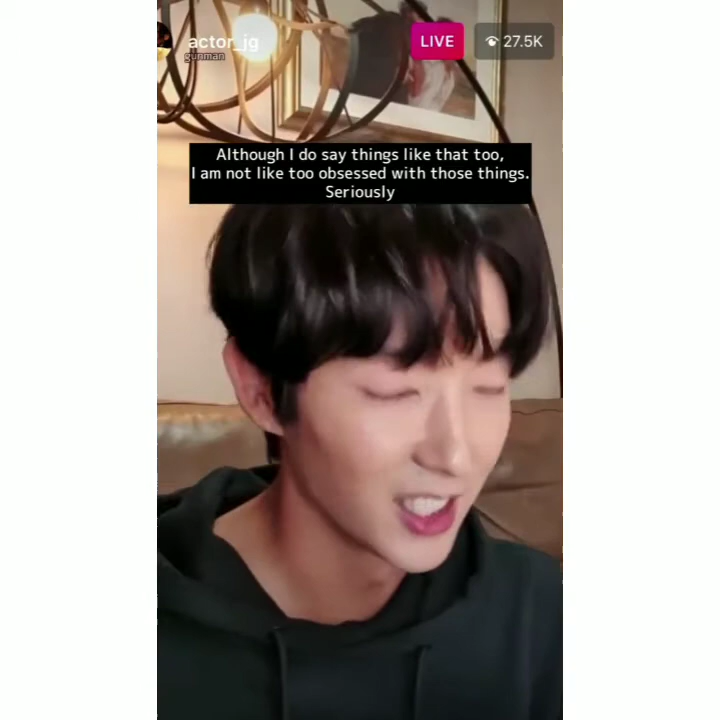 actor_jg
gunman
LIVE
27.5K
Although I do say things like that too,
I am not like too obsessed with those things.
Seriously